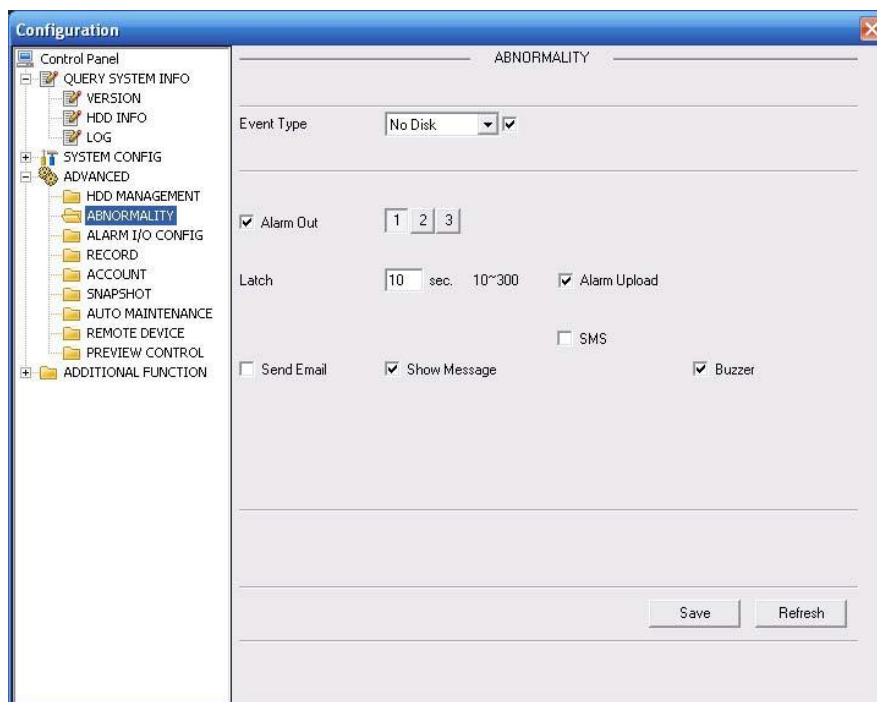 Configuration
Control Panel
QUERY SYSTEM INFO
VERSION
HDD INFO
LOG
SYSTEM CONFIG
ADVANCED
HDD MANAGEMENT
ABNORMALITY
ALARM I/O CONFIG
RECORD
ACCOUNT
SNAPSHOT
AUTO MAINTENANCE
REMOTE DEVICE
PREVIEW CONTROL
ADDITIONAL FUNCTION
ABNORMALITY
Event Type No Disk
Alarm Out 1 2 3
Latch 10 sec. 10~300 Alarm Upload
SMS
Send Email Show Message Buzzer
Save Refresh